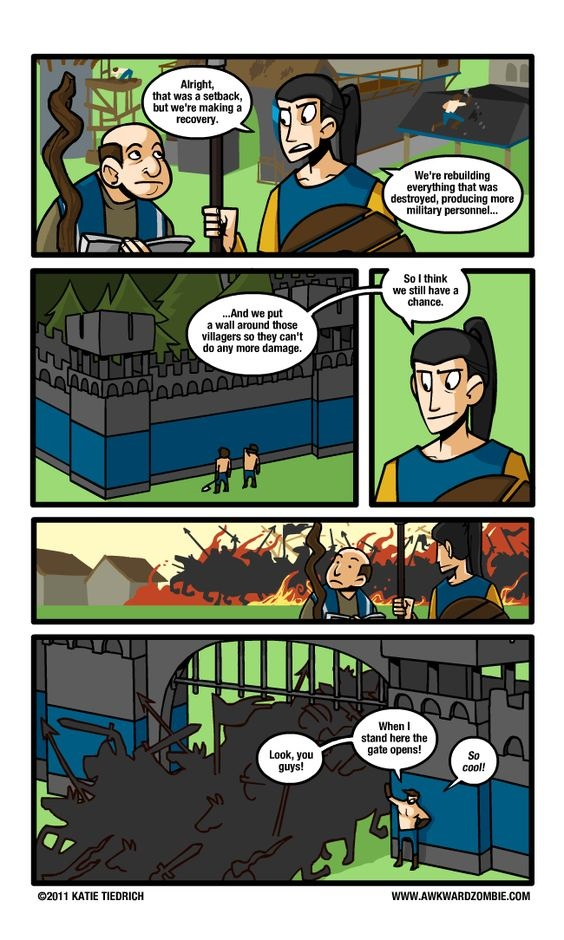 Alright,
that was a setback,
but we're making a
recovery.
We're rebuilding
everything that was
destroyed, producing more
military personnel...
...And we put
a wall around those
villagers so they can't
do any more damage.
So I think
we still have a
chance.
Look, you
guys!
When I
stand here the
gate opens!
So
cool!
©2011 KATIE TIEDRICH
WWW.AWKWARDZOMBIE.COM